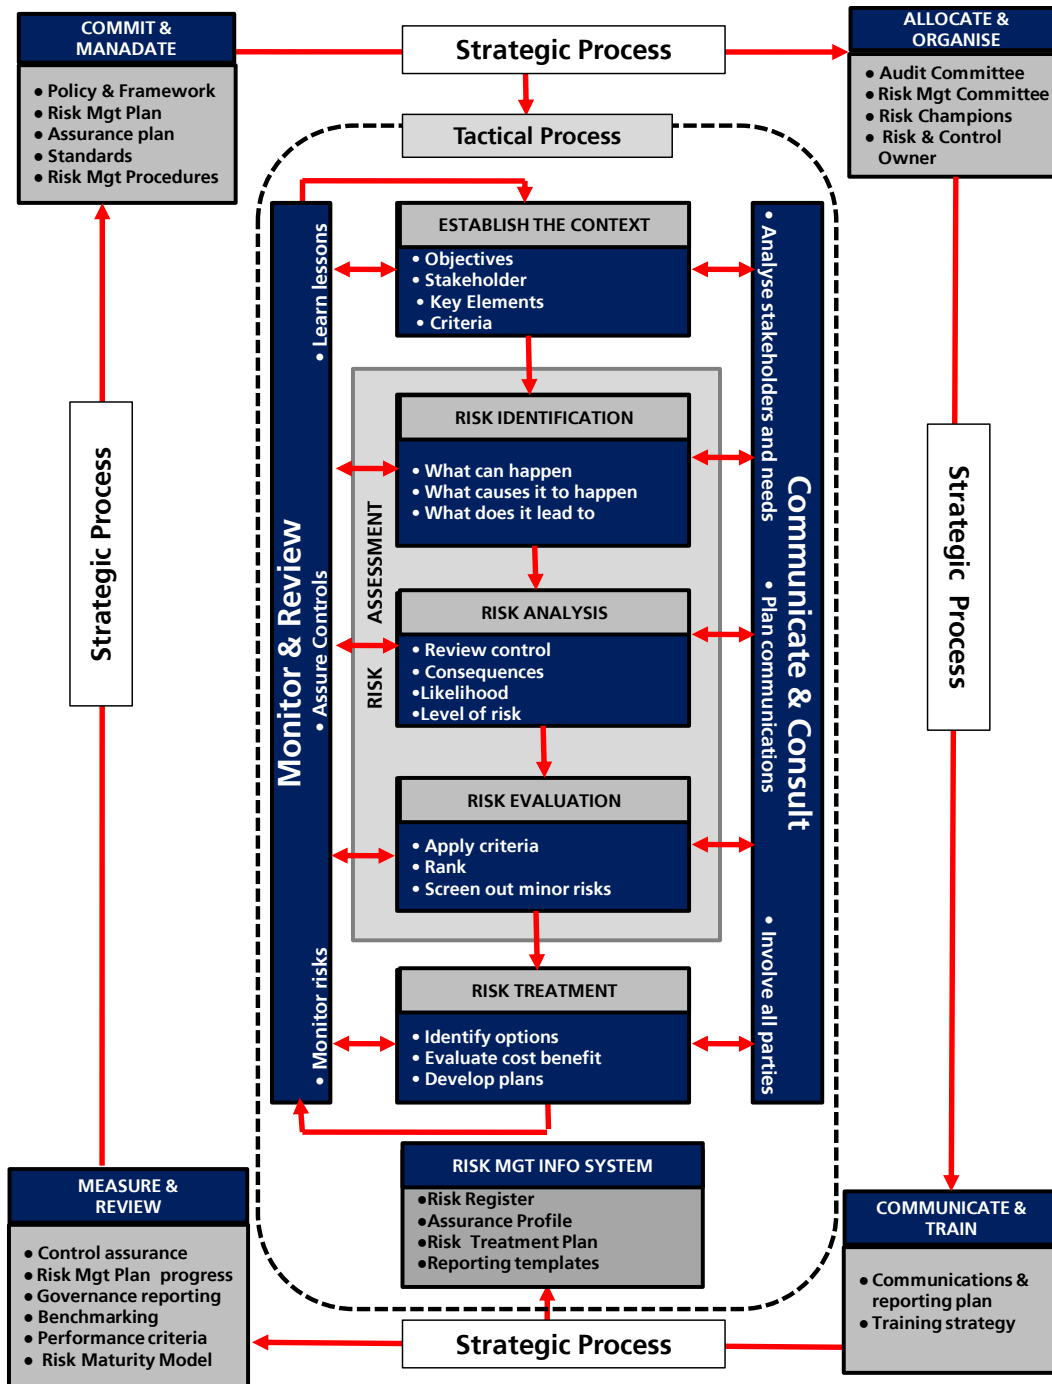 COMMIT &
MANADATE
● Policy & Framework
● Risk Mgt Plan
● Assurance plan
● Standards
● Risk Mgt Procedures
Strategic Process
ALLOCATE &
ORGANISE
● Audit Committee
● Risk Mgt Committee
● Risk Champions
● Risk & Control
Owner
Tactical Process
ESTABLISH THE CONTEXT
• Objectives
• Stakeholder
• Key Elements
• Criteria
RISK ASSESSMENT
RISK IDENTIFICATION
• What can happen
• What causes it to happen
• What does it lead to
RISK ANALYSIS
• Review control
• Consequences
•Likelihood
•Level of risk
RISK EVALUATION
• Apply criteria
• Rank
• Screen out minor risks
RISK TREATMENT
• Identify options
• Evaluate cost benefit
• Develop plans
Monitor & Review
• Monitor risks
• Assure Controls
• Learn lessons
Communicate & Consult
• Analyse stakeholders and needs
• Plan communications
• Involve all parties
RISK MGT INFO SYSTEM
●Risk Register
●Assurance Profile
●Risk Treatment Plan
●Reporting templates
Strategic Process
Strategic Process
MEASURE &
REVIEW
● Control assurance
● Risk Mgt Plan progress
● Governance reporting
● Benchmarking
● Performance criteria
● Risk Maturity Model
Strategic Process
COMMUNICATE &
TRAIN
● Communications &
reporting plan
● Training strategy